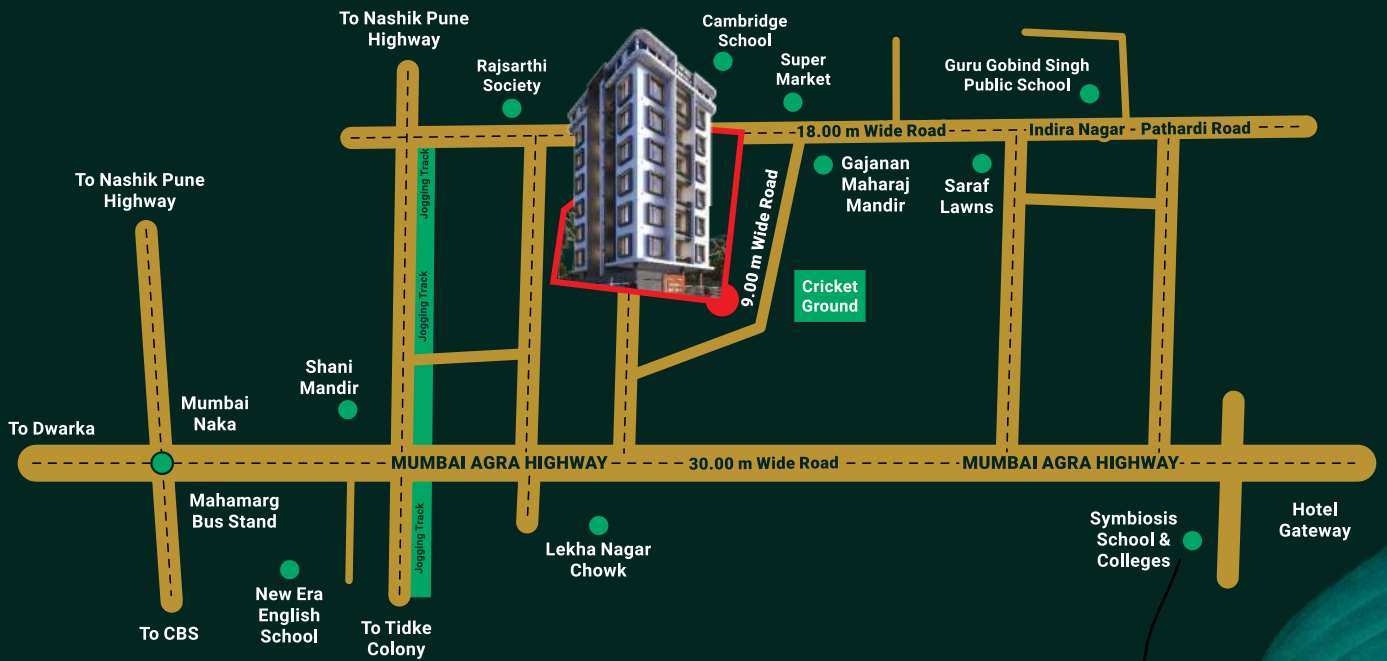 To Nashik Pune
Highway
Cambridge
School
Rajsarthi
Society
Super
Market
Guru Gobind Singh
Public School
18.00 m Wide Road
Indira Nagar - Pathardi Road
Jogging Track
Gajanan
Maharaj
Mandir
Saraf
Lawns
To Nashik Pune
Highway
9.00 m Wide Road
Jogging Track
Cricket
Ground
Shani
Mandir
Mumbai
Naka
To Dwarka
MUMBAI AGRA HIGHWAY
30.00 m Wide Road
MUMBAI AGRA HIGHWAY
Mahamarg
Bus Stand
Jogging Track
Lekha Nagar
Chowk
Symbiosis
School &
Colleges
Hotel
Gateway
New Era
English
School
To CBS
To Tidke
Colony